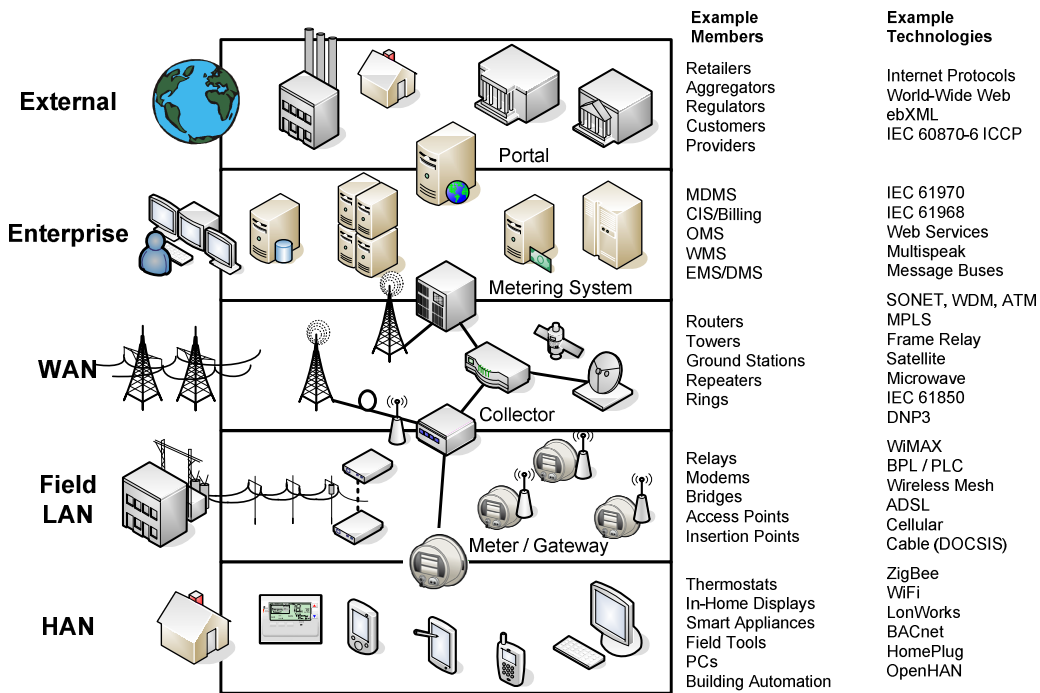 Example
Members
Example
Technologies
External
Retailers
Aggregators
Regulators
Customers
Providers
Internet Protocols
World-Wide Web
ebXML
IEC 60870-6 ICCP
Portal
Enterprise
MDMS
CIS/Billing
OMS
WMS
EMS/DMS
IEC 61970
IEC 61968
Web Services
Multispeak
Message Buses
Metering System
WAN
Routers
Towers
Ground Stations
Repeaters
Rings
SONET, WDM, ATM
MPLS
Frame Relay
Satellite
Microwave
IEC 61850
DNP3
Collector
Field
LAN
Relays
Modems
Bridges
Access Points
Insertion Points
WiMAX
BPL / PLC
Wireless Mesh
ADSL
Cellular
Cable (DOCSIS)
Meter / Gateway
HAN
Thermostats
In-Home Displays
Smart Appliances
Field Tools
PCs
Building Automation
ZigBee
WiFi
LonWorks
BACnet
HomePlug
OpenHAN